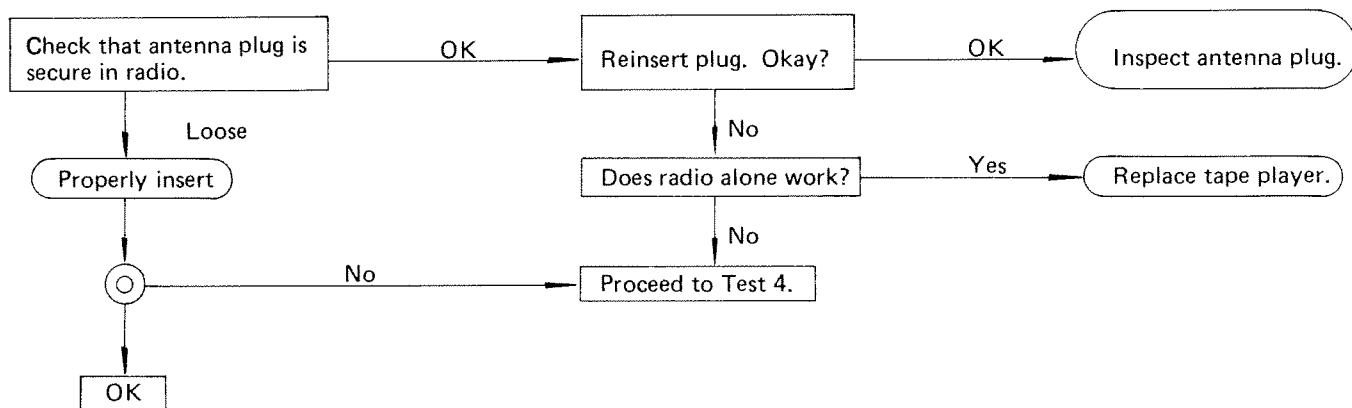 Check that antenna plug is
secure in radio.
OK
Reinsert plug. Okay?
OK
Inspect antenna plug.
Loose
No
Properly insert
Does radio alone work?
Yes
Replace tape player.
No
No
Proceed to Test 4.
OK